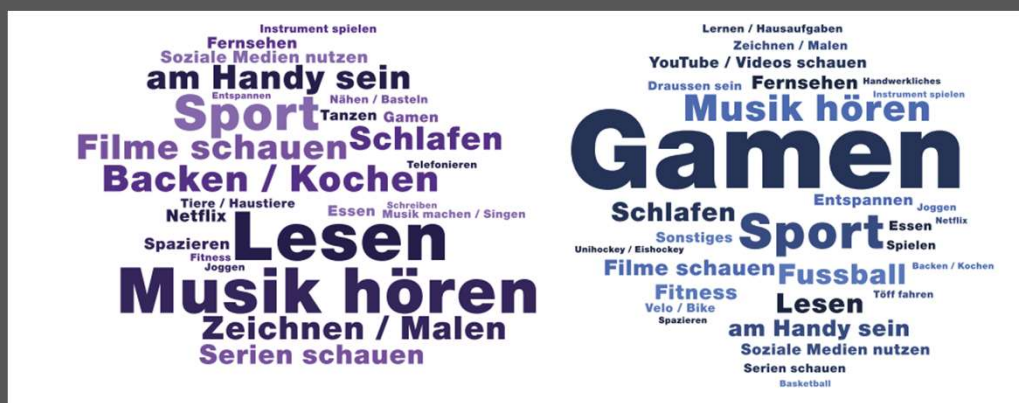 Instrument spielen
Fernsehen
Soziale Medien nutzen
am Handy sein
Entspannen
Nähen / Basteln
Sport
Tanzen
Gamen
Filme schauen
Schlafen
Telefonieren
Backen / Kochen
Tiere / Haustiere
Schreiben
Netflix
Essen
Musik machen / Singen
Spazieren
Lesen
Fitness
Joggen
Musik hören
Zeichnen / Malen
Serien schauen
Lernen / Hausaufgaben
Zeichnen / Malen
YouTube / Videos schauen
Draussen sein
Fernsehen
Handwerkliches
Instrument spielen
Musik hören
Gamen
Entspannen
Joggen
Schlafen
Netflix
Sport
Essen
Sonstiges
Spielen
Unihockey / Eishockey
Filme schauen
Fussball
Backen / Kochen
Fitness
Töff fahren
Lesen
Velo / Bike
Spazieren
am Handy sein
Soziale Medien nutzen
Serien schauen
Basketball